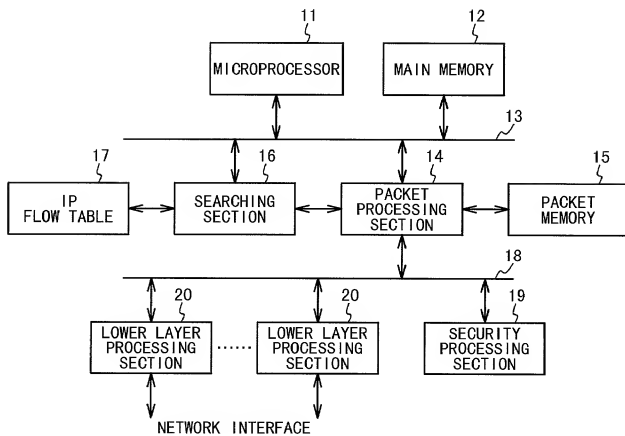 11
12
MICROPROCESSOR
MAIN MEMORY
13
17
16
14
15
IP
FLOW TABLE
SEARCHING
SECTION
PACKET
PROCESSING
SECTION
PACKET
MEMORY
18
20
20
19
LOWER LAYER
PROCESSING
SECTION
......
LOWER LAYER
PROCESSING
SECTION
SECURITY
PROCESSING
SECTION
NETWORK INTERFACE